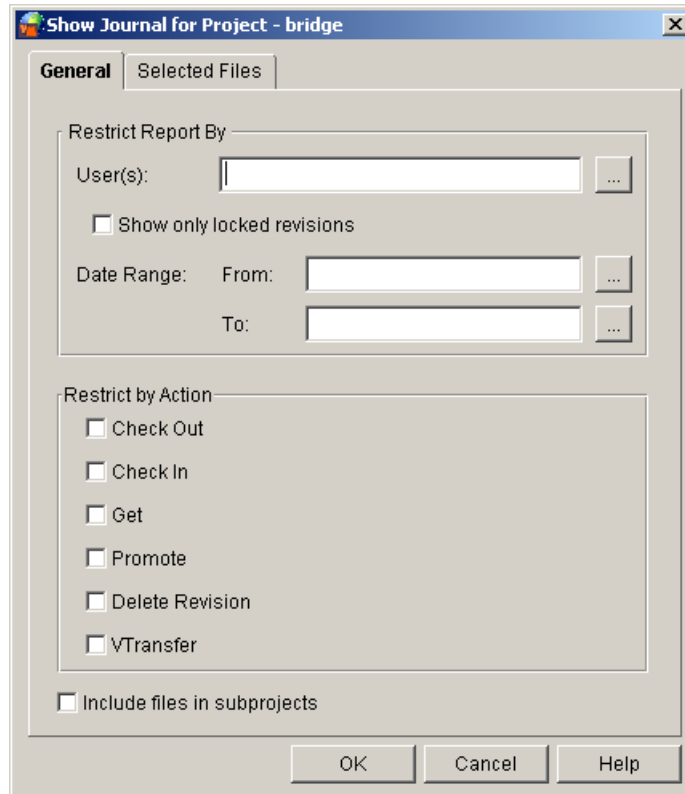 Show Journal for Project - bridge
General Selected Files
Restrict Report By
User(s): ...
Show only locked revisions
Date Range: From: ...
To: ...
Restrict by Action
Check Out
Check In
Get
Promote
Delete Revision
VTransfer
Include files in subprojects
OK Cancel Help